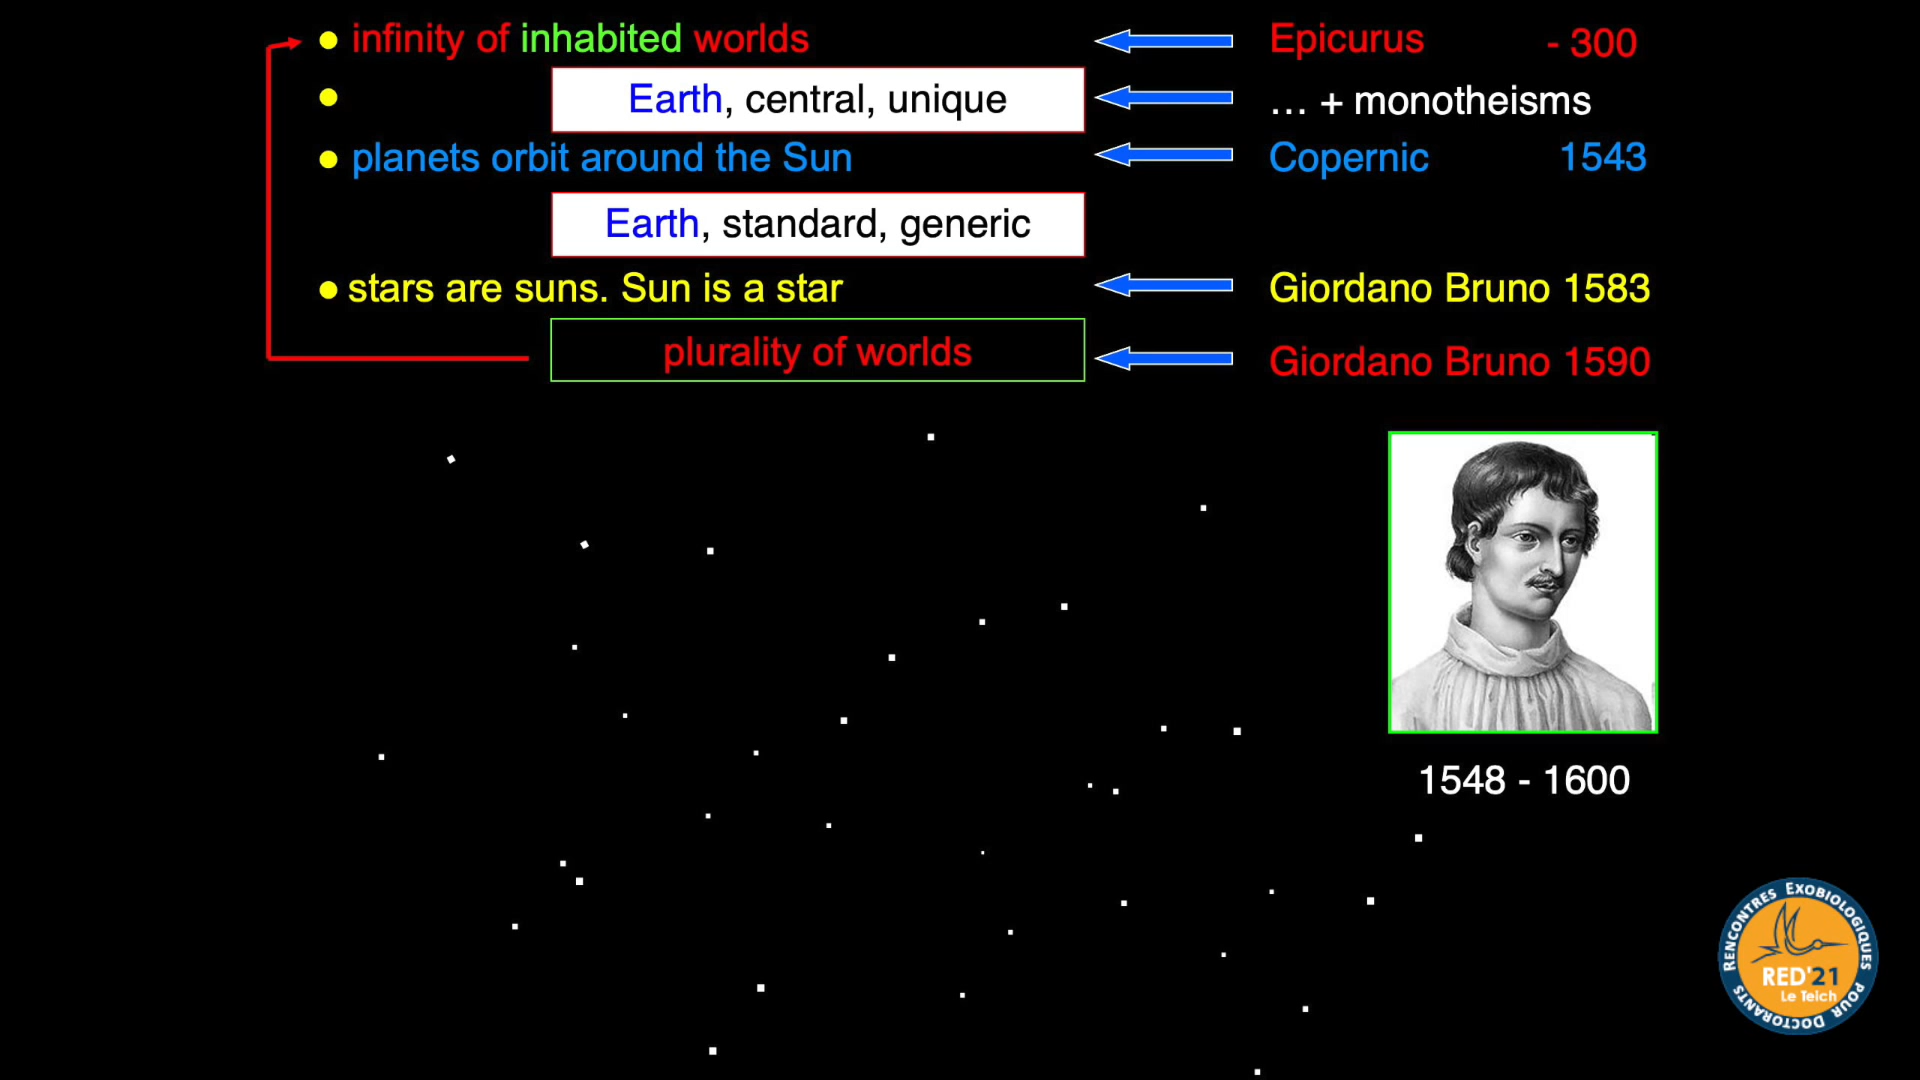 infinity of inhabited worlds Epicurus - 300
Earth, central, unique … + monotheisms
planets orbit around the Sun Copernic 1543
Earth, standard, generic
stars are suns. Sun is a star Giordano Bruno 1583
plurality of worlds Giordano Bruno 1590
1548 - 1600
RENCONTRES EXOBIOLOGIQUES POUR DOCTORANTS
RED'21
Le Teich